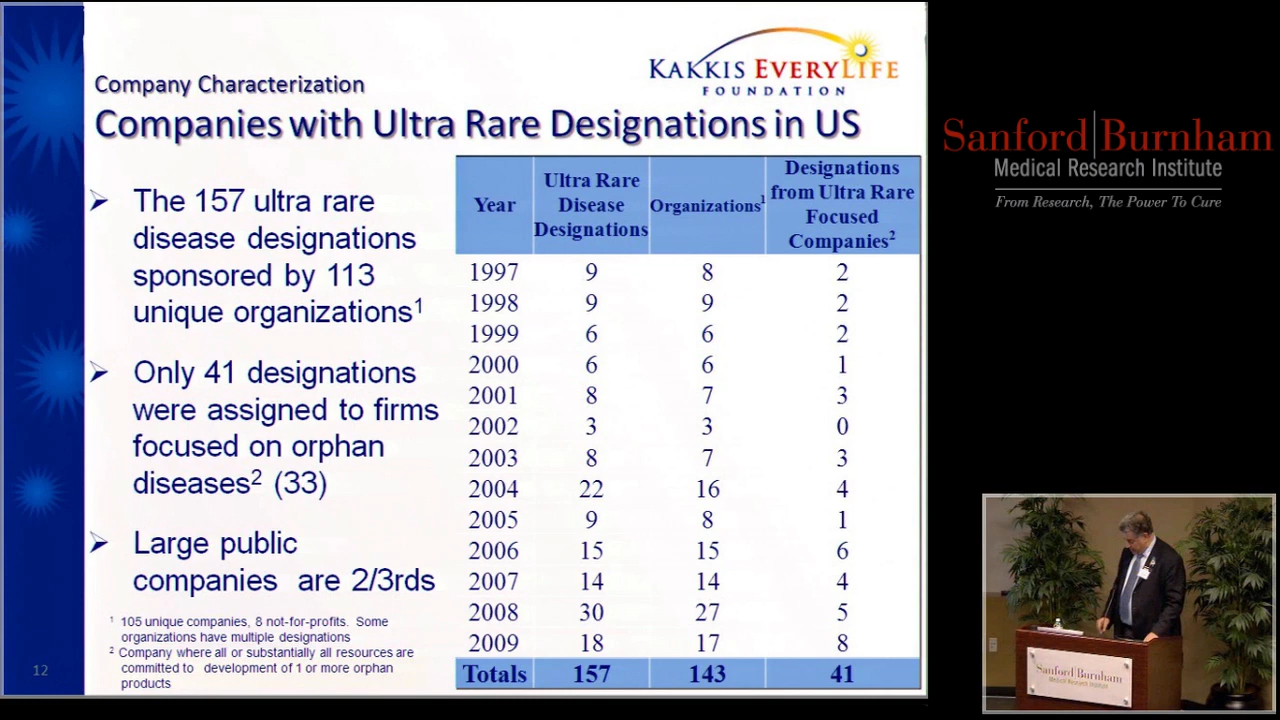 KAKKIS EVERYLIFE
FOUNDATION
Company Characterization
Companies with Ultra Rare Designations in US
➢ The 157 ultra rare
disease designations
sponsored by 113
unique organizations1
➢ Only 41 designations
were assigned to firms
focused on orphan
diseases2 (33)
➢ Large public
companies are 2/3rds
1 105 unique companies, 8 not-for-profits. Some
organizations have multiple designations
2 Company where all or substantially all resources are
committed to development of 1 or more orphan
products
12
Year | Ultra Rare Disease Designations | Organizations1 | Designations from Ultra Rare Focused Companies2
1997 9 8 2
1998 9 9 2
1999 6 6 2
2000 6 6 1
2001 8 7 3
2002 3 3 0
2003 8 7 3
2004 22 16 4
2005 9 8 1
2006 15 15 6
2007 14 14 4
2008 30 27 5
2009 18 17 8
Totals 157 143 41
Sanford|Burnham
Medical Research Institute
From Research, The Power To Cure
Sanford Burnham
Medical Research Institute